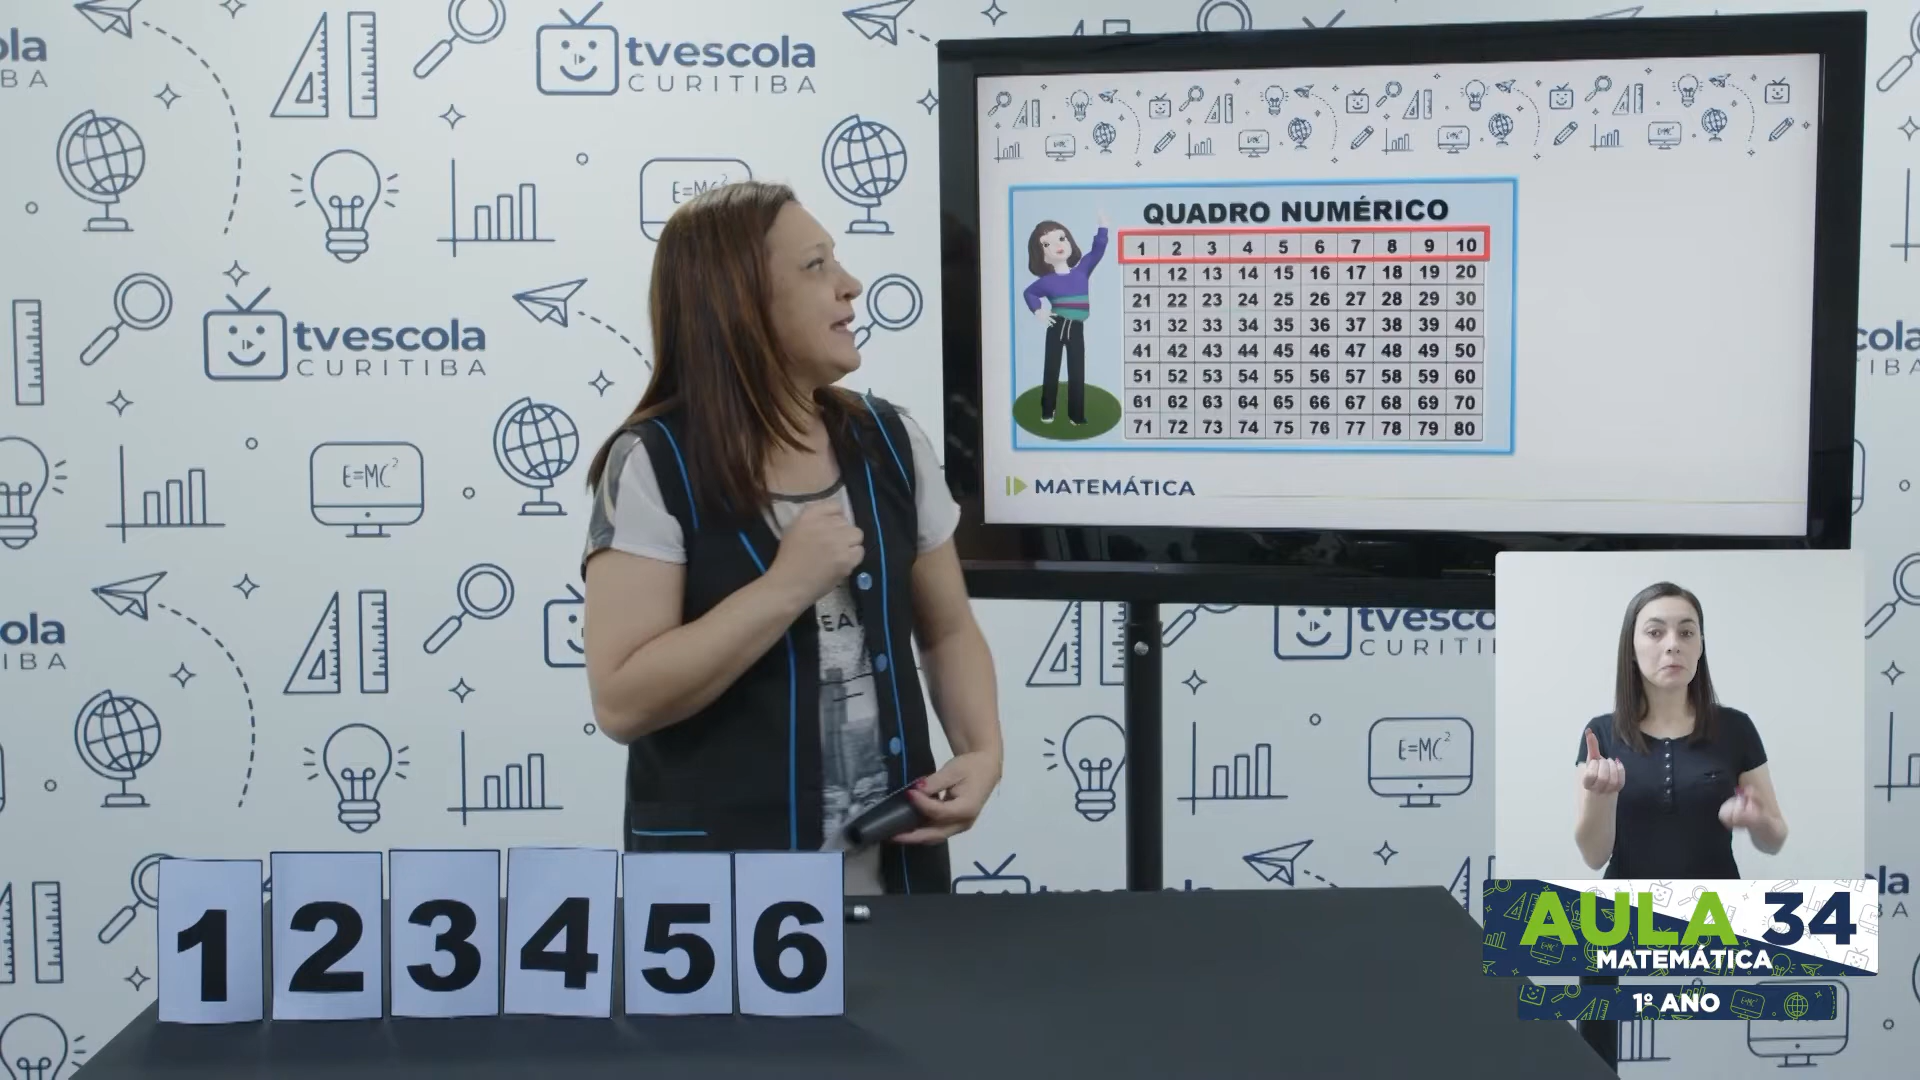 tvescola
CURITIBA
E=MC²
QUADRO NUMÉRICO
1 2 3 4 5 6 7 8 9 10
11 12 13 14 15 16 17 18 19 20
21 22 23 24 25 26 27 28 29 30
31 32 33 34 35 36 37 38 39 40
41 42 43 44 45 46 47 48 49 50
51 52 53 54 55 56 57 58 59 60
61 62 63 64 65 66 67 68 69 70
71 72 73 74 75 76 77 78 79 80
MATEMÁTICA
tvescola
CURITIBA
E=MC²
E=MC²
1 2 3 4 5 6
AULA 34
MATEMÁTICA
1º ANO